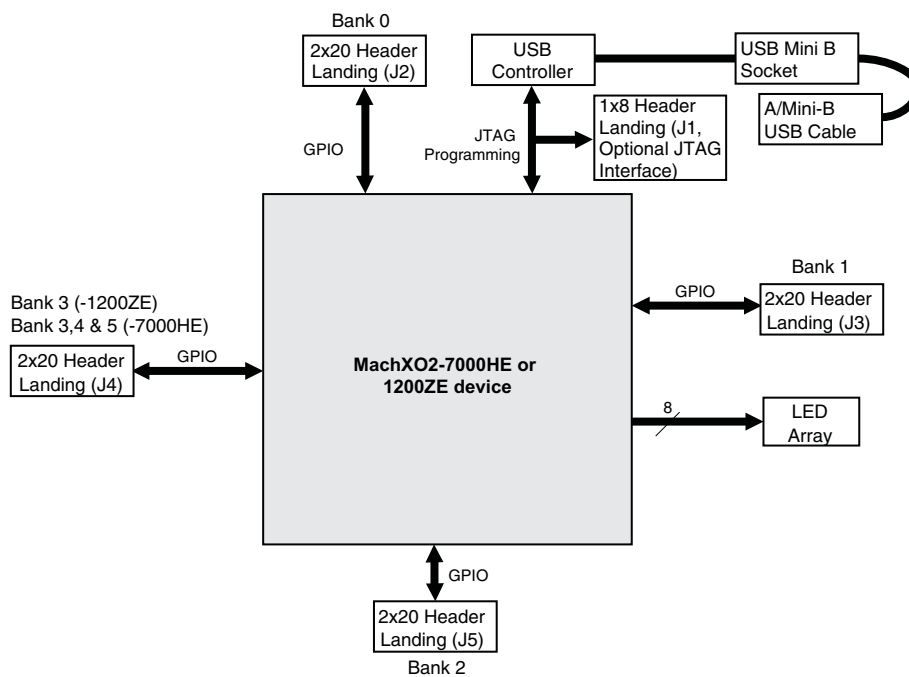 Bank 0
2x20 Header
Landing (J2)
GPIO
USB
Controller
USB Mini B
Socket
A/Mini-B
USB Cable
JTAG
Programming
1x8 Header
Landing (J1,
Optional JTAG
Interface)
Bank 3 (-1200ZE)
Bank 3,4 & 5 (-7000HE)
2x20 Header
Landing (J4)
GPIO
MachXO2-7000HE or
1200ZE device
Bank 1
GPIO
2x20 Header
Landing (J3)
8
LED
Array
GPIO
2x20 Header
Landing (J5)
Bank 2